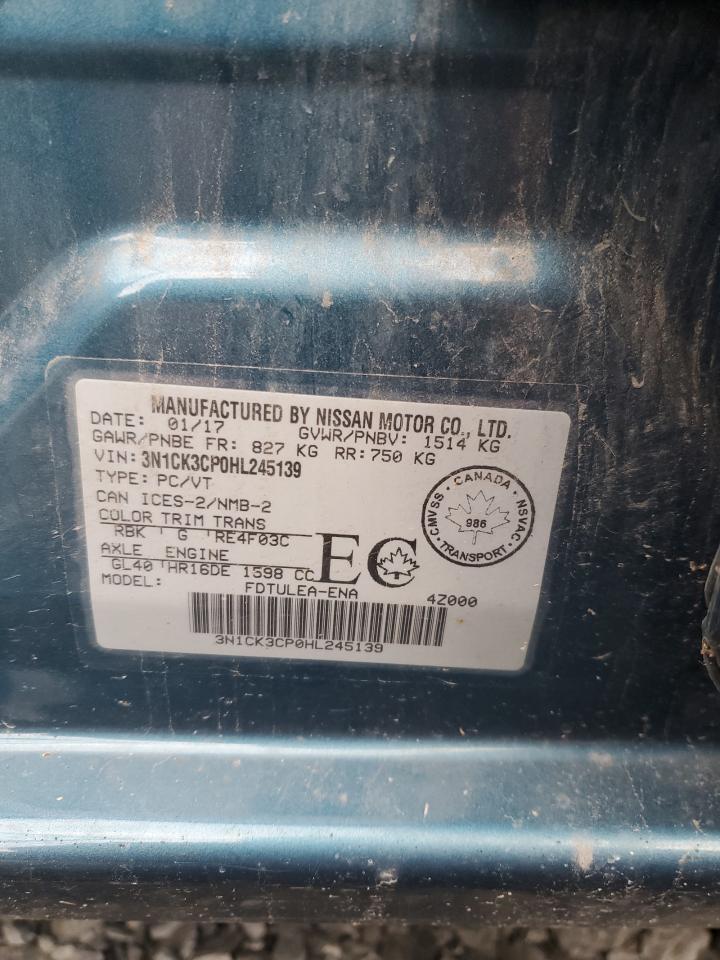 MANUFACTURED BY NISSAN MOTOR CO., LTD.
DATE: 01/17 GVWR/PNBV: 1514 KG
GAWR/PNBE FR: 827 KG RR: 750 KG
VIN: 3N1CK3CP0HL245139
TYPE: PC/VT
CAN ICES-2/NMB-2
COLOR TRIM TRANS
RBK G RE4F03C
AXLE ENGINE
GL40 HR16DE 1598 CC
MODEL: FDTULEA-ENA 4Z000
3N1CK3CP0HL245139
EC
CMVSS · CANADA · NSVAC
986
· TRANSPORT ·